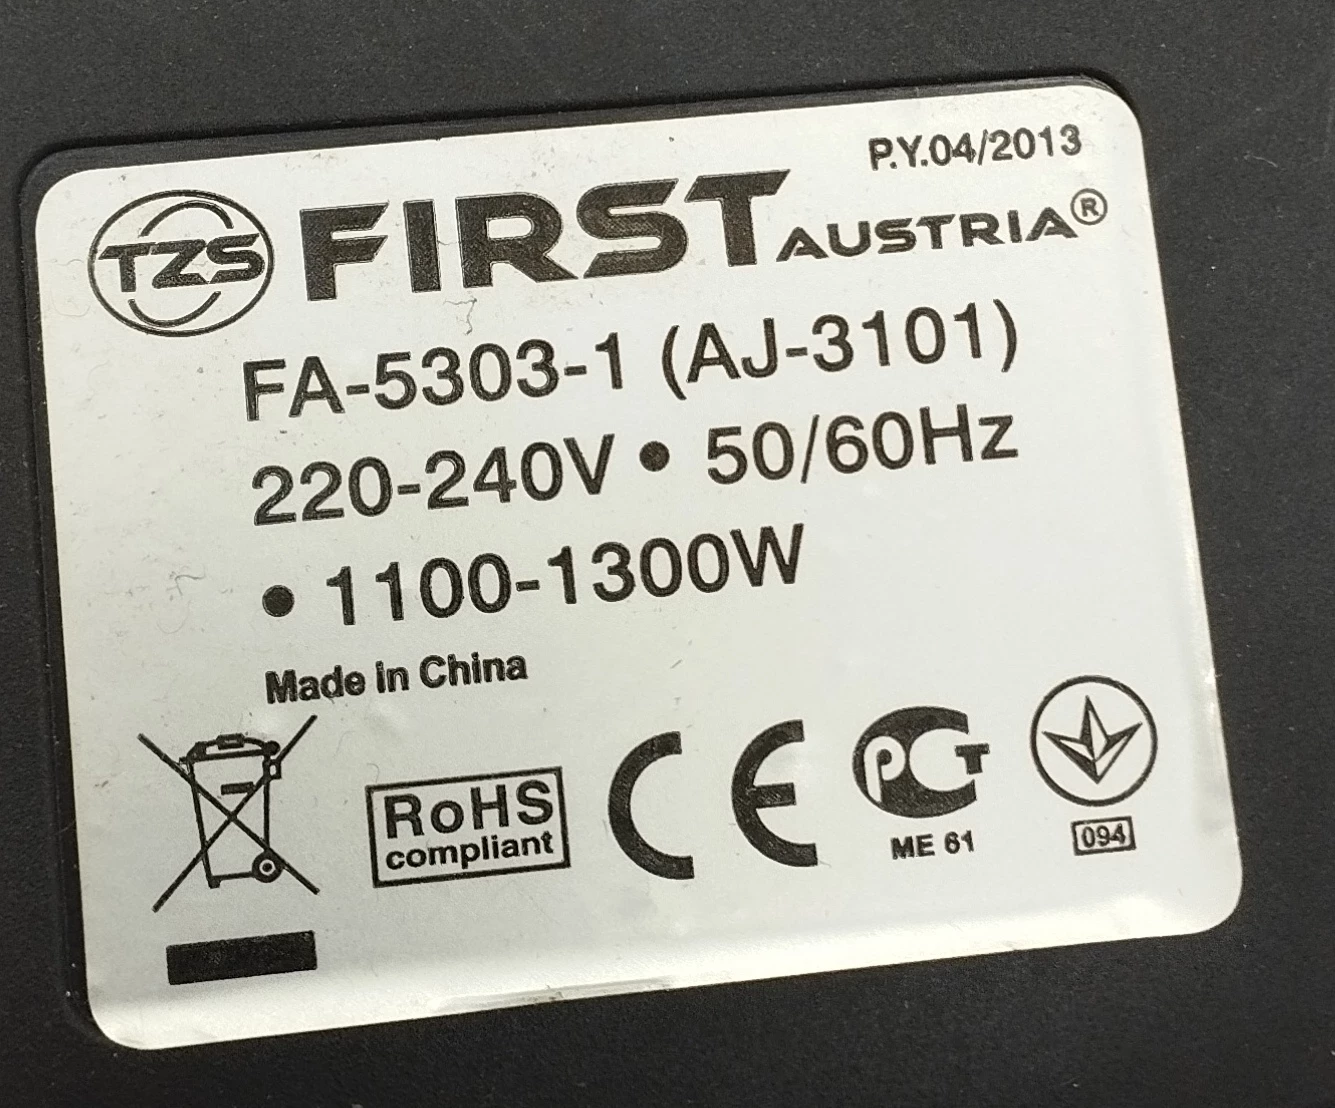 P.Y.04/2013
TZS FIRST AUSTRIA®
FA-5303-1 (AJ-3101)
220-240V • 50/60Hz
• 1100-1300W
Made in China
RoHS
compliant
CE
РСТ
ME 61
094